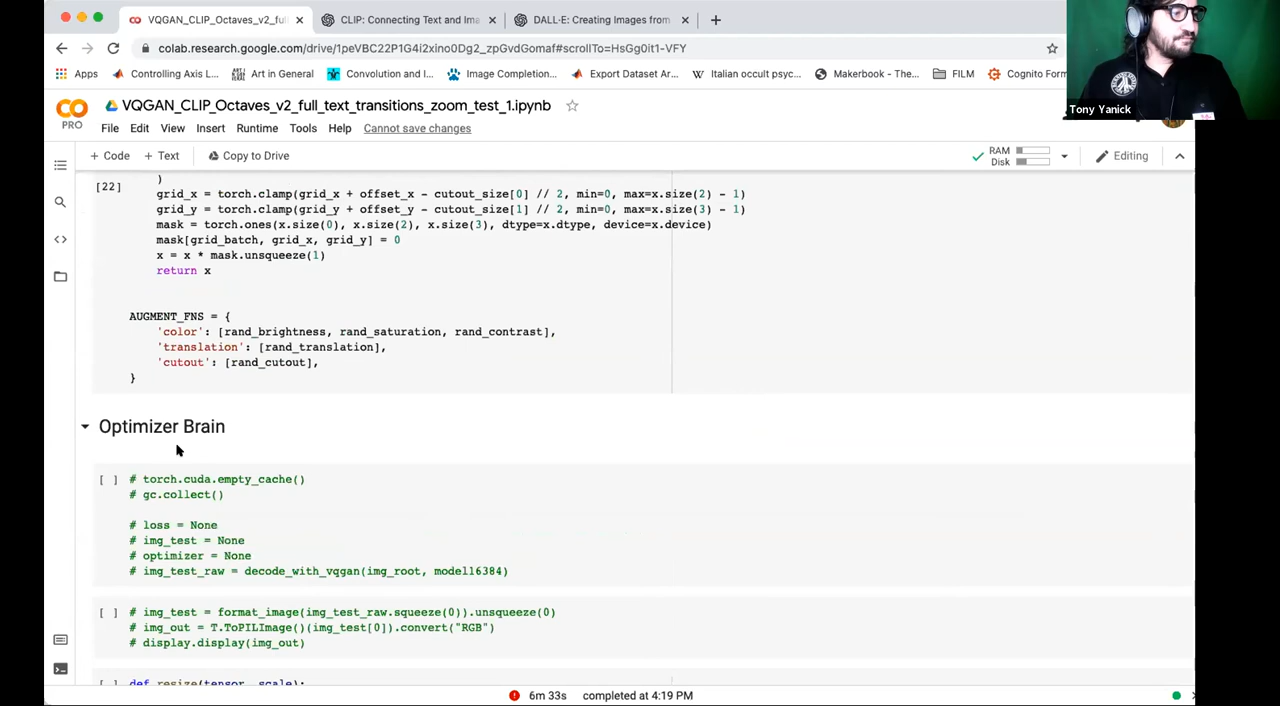 VQGAN_CLIP_Octaves_v2_full
CLIP: Connecting Text and Ima
DALL·E: Creating Images from
colab.research.google.com/drive/1peVBC22P1G4i2xino0Dg2_zpGvdGomaf#scrollTo=HsGg0it1-VFY
Apps
Controlling Axis L...
Art in General
Convolution and I...
Image Completion...
Export Dataset Ar...
Italian occult psyc...
Makerbook - The...
FILM
Cognito Form
Tony Yanick
CO
PRO
VQGAN_CLIP_Octaves_v2_full_text_transitions_zoom_test_1.ipynb
File Edit View Insert Runtime Tools Help Cannot save changes
+ Code + Text Copy to Drive
RAM
Disk
Editing
)
[22]
grid_x = torch.clamp(grid_x + offset_x - cutout_size[0] // 2, min=0, max=x.size(2) - 1)
grid_y = torch.clamp(grid_y + offset_y - cutout_size[1] // 2, min=0, max=x.size(3) - 1)
mask = torch.ones(x.size(0), x.size(2), x.size(3), dtype=x.dtype, device=x.device)
mask[grid_batch, grid_x, grid_y] = 0
x = x * mask.unsqueeze(1)
return x
AUGMENT_FNS = {
'color': [rand_brightness, rand_saturation, rand_contrast],
'translation': [rand_translation],
'cutout': [rand_cutout],
}
Optimizer Brain
[ ] # torch.cuda.empty_cache()
# gc.collect()
# loss = None
# img_test = None
# optimizer = None
# img_test_raw = decode_with_vqgan(img_root, model16384)
[ ] # img_test = format_image(img_test_raw.squeeze(0)).unsqueeze(0)
# img_out = T.ToPILImage()(img_test[0]).convert("RGB")
# display.display(img_out)
[ ] def resize(tensor, scale):
6m 33s completed at 4:19 PM